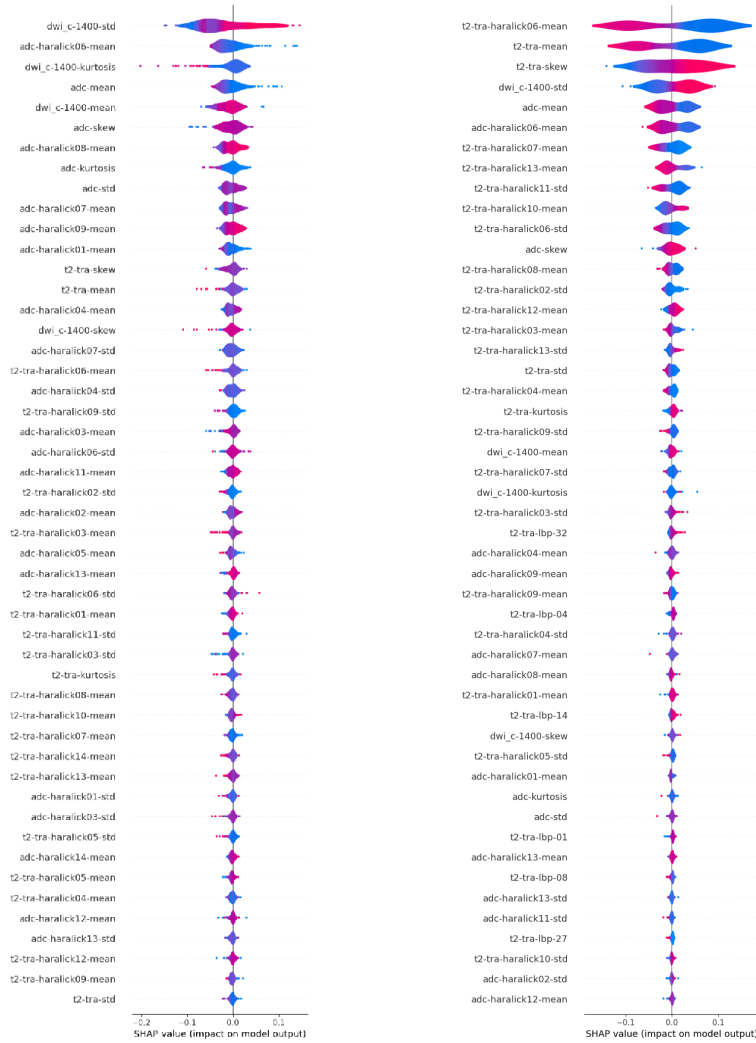 dwi_c-1400-std
adc-haralick06-mean
dwi_c-1400-kurtosis
adc-mean
dwi_c-1400-mean
adc-skew
adc-haralick08-mean
adc-kurtosis
adc-std
adc-haralick07-mean
adc-haralick09-mean
adc-haralick01-mean
t2-tra-skew
t2-tra-mean
adc-haralick04-mean
dwi_c-1400-skew
adc-haralick07-std
t2-tra-haralick06-mean
adc-haralick04-std
t2-tra-haralick09-std
adc-haralick03-mean
adc-haralick06-std
adc-haralick11-mean
t2-tra-haralick02-std
adc-haralick02-mean
t2-tra-haralick03-mean
adc-haralick05-mean
adc-haralick13-mean
t2-tra-haralick06-std
t2-tra-haralick01-mean
t2-tra-haralick11-std
t2-tra-haralick03-std
t2-tra-kurtosis
t2-tra-haralick08-mean
t2-tra-haralick10-mean
t2-tra-haralick07-mean
t2-tra-haralick14-mean
t2-tra-haralick13-mean
adc-haralick01-std
adc-haralick03-std
t2-tra-haralick05-std
adc-haralick14-mean
t2-tra-haralick05-mean
t2-tra-haralick04-mean
adc-haralick12-mean
adc-haralick13-std
t2-tra-haralick12-mean
t2-tra-haralick09-mean
t2-tra-std
−0.2 −0.1 0.0 0.1
SHAP value (impact on model output)
t2-tra-haralick06-mean
t2-tra-mean
t2-tra-skew
dwi_c-1400-std
adc-mean
adc-haralick06-mean
t2-tra-haralick07-mean
t2-tra-haralick13-mean
t2-tra-haralick11-std
t2-tra-haralick10-mean
t2-tra-haralick06-std
adc-skew
t2-tra-haralick08-mean
t2-tra-haralick02-std
t2-tra-haralick12-mean
t2-tra-haralick03-mean
t2-tra-haralick13-std
t2-tra-std
t2-tra-haralick04-mean
t2-tra-kurtosis
t2-tra-haralick09-std
dwi_c-1400-mean
t2-tra-haralick07-std
dwi_c-1400-kurtosis
t2-tra-haralick03-std
t2-tra-lbp-32
adc-haralick04-mean
adc-haralick09-mean
t2-tra-haralick09-mean
t2-tra-lbp-04
t2-tra-haralick04-std
adc-haralick07-mean
adc-haralick08-mean
t2-tra-haralick01-mean
t2-tra-lbp-14
dwi_c-1400-skew
t2-tra-haralick05-std
adc-haralick01-mean
adc-kurtosis
adc-std
t2-tra-lbp-01
adc-haralick13-mean
t2-tra-lbp-08
adc-haralick13-std
adc-haralick11-std
t2-tra-lbp-27
t2-tra-haralick10-std
adc-haralick02-std
adc-haralick12-mean
−0.1 0.0 0.1
SHAP value (impact on model output)